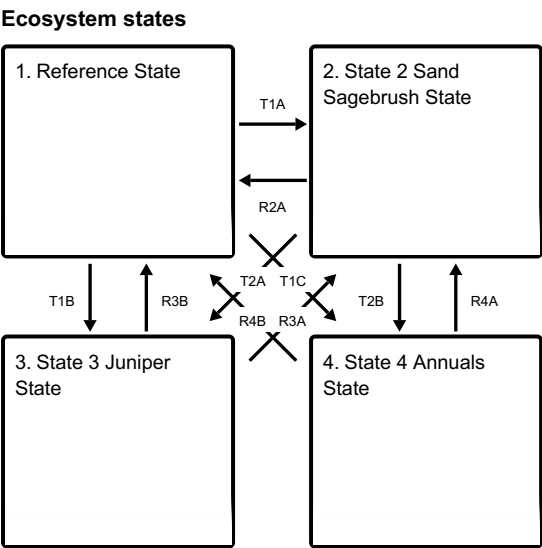 Ecosystem states
1. Reference State
2. State 2 Sand
Sagebrush State
T1A
R2A
T2A
T1C
T1B
R3B
T2B
R4A
R4B
R3A
3. State 3 Juniper
State
4. State 4 Annuals
State